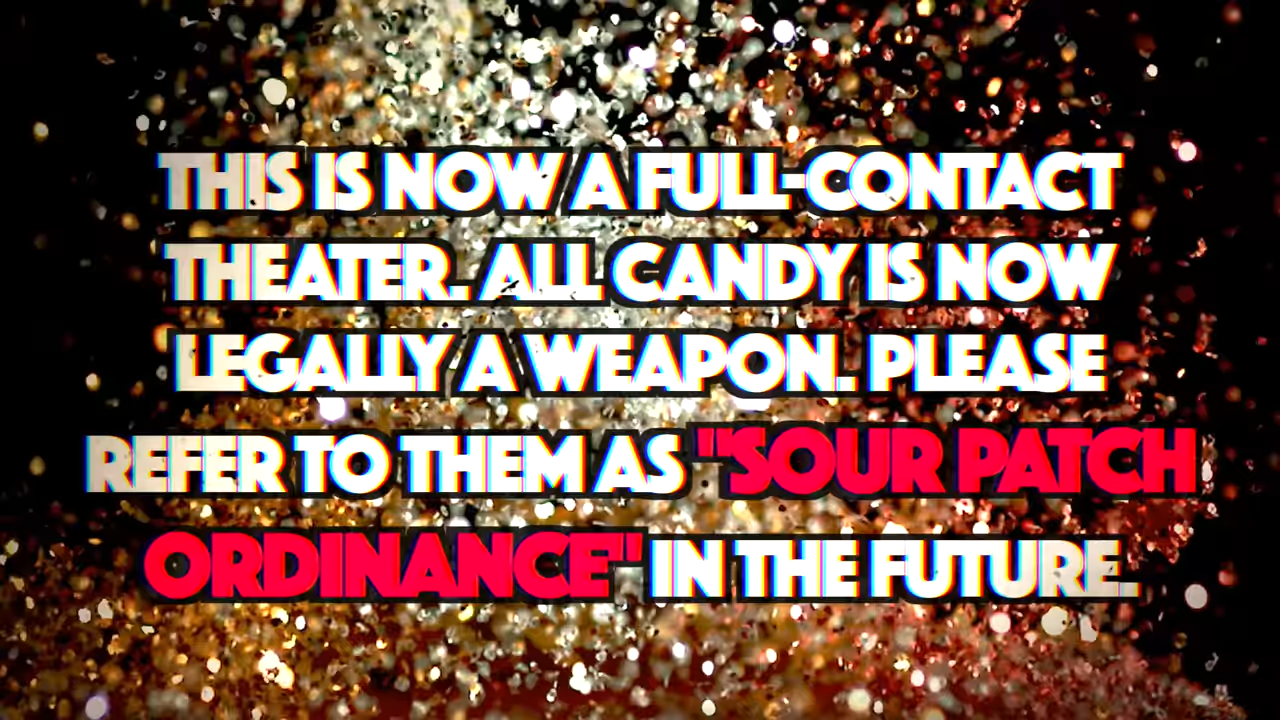 THIS IS NOW A FULL-CONTACT
THEATER. ALL CANDY IS NOW
LEGALLY A WEAPON. PLEASE
REFER TO THEM AS "SOUR PATCH
ORDINANCE" IN THE FUTURE.